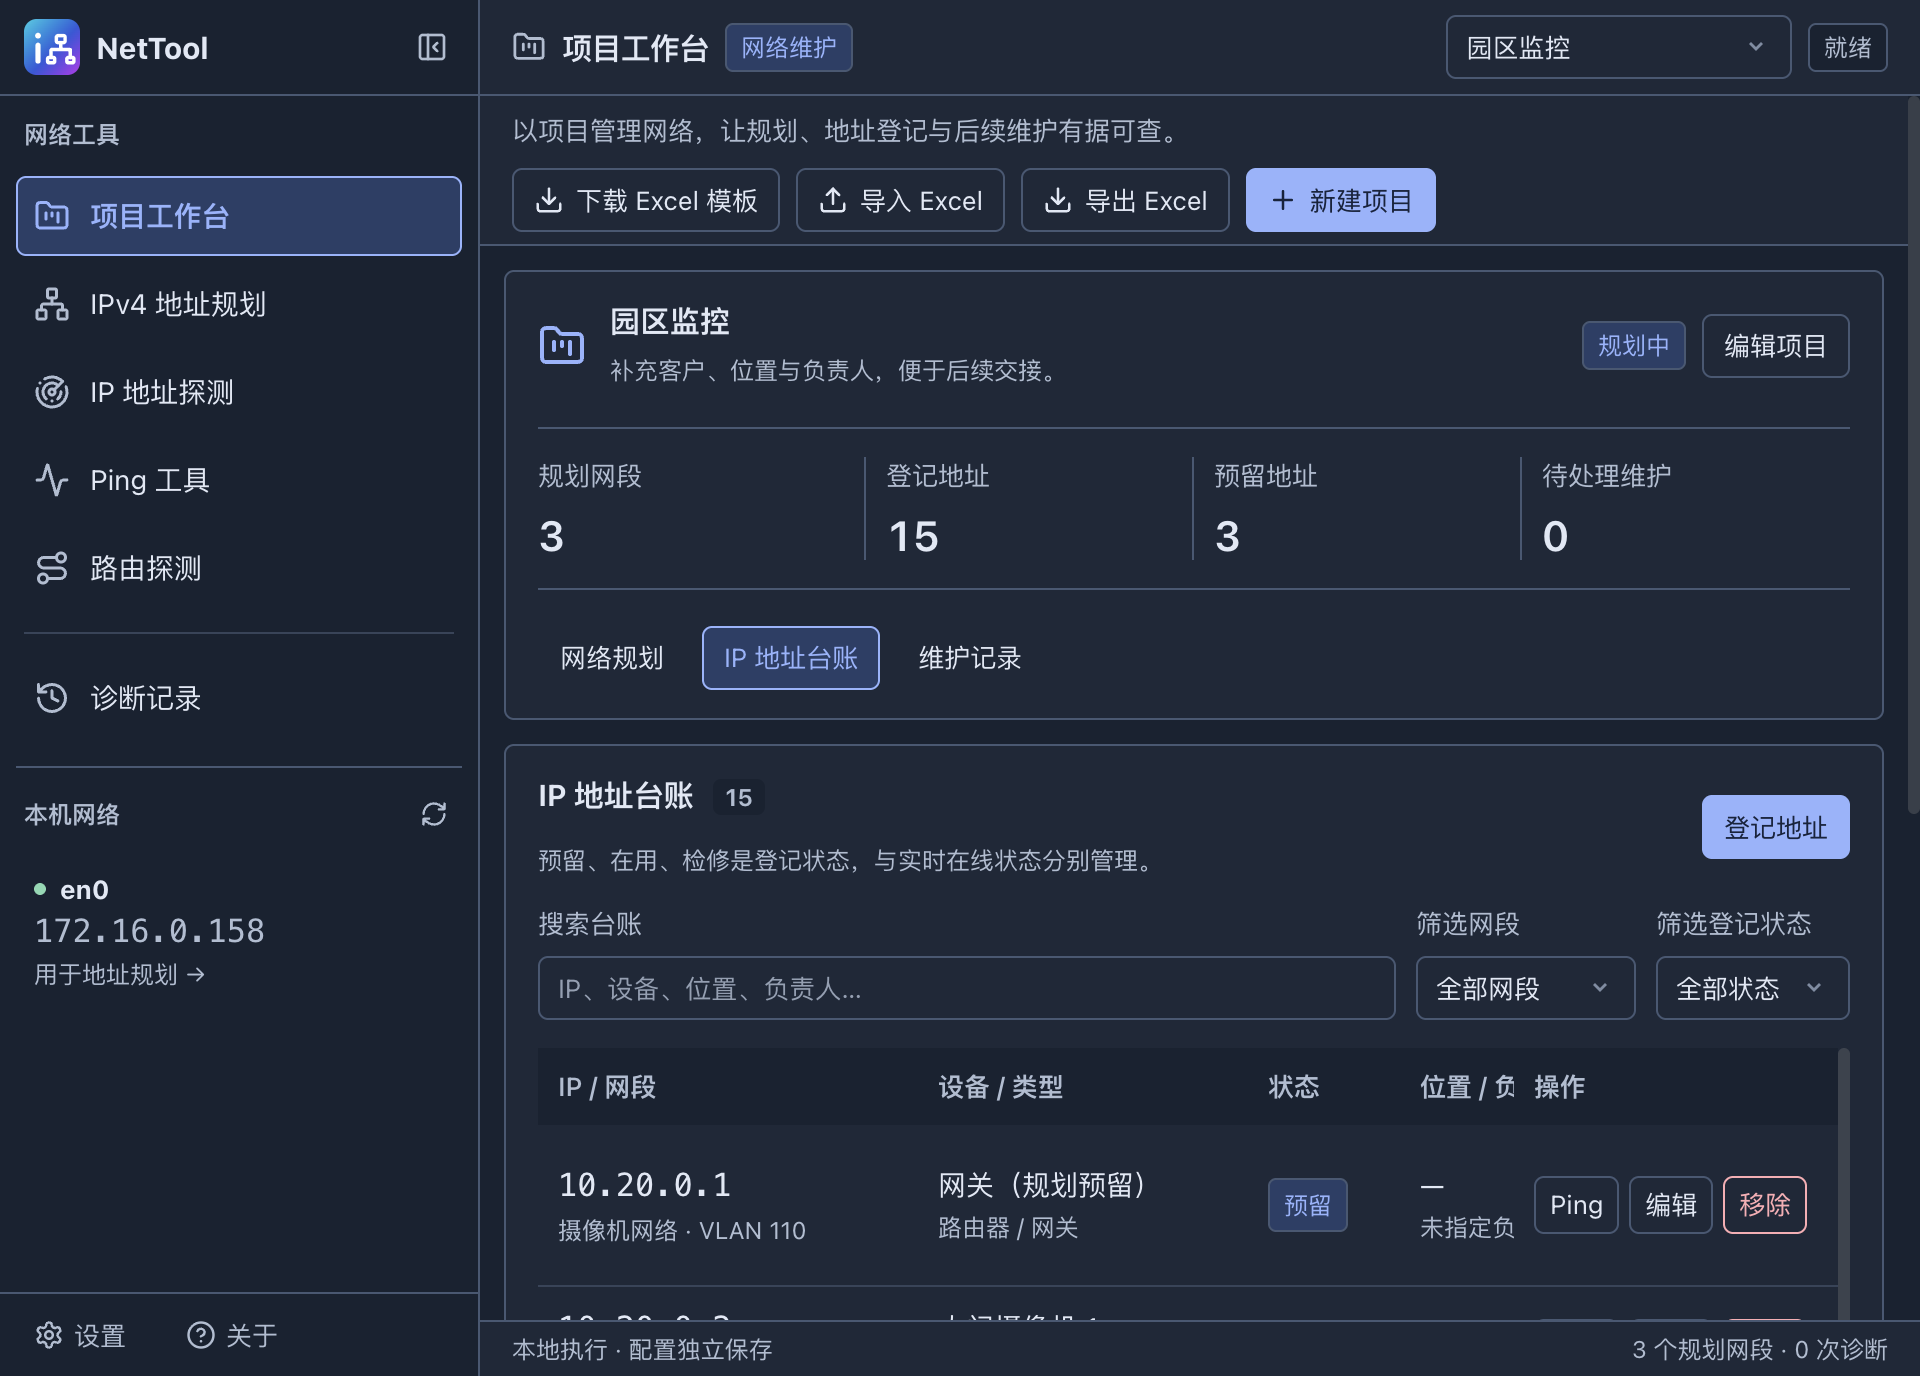 NetTool
网络工具
项目工作台
IPv4 地址规划
IP 地址探测
Ping 工具
路由探测
诊断记录
本机网络
en0
172.16.0.158
用于地址规划 →
设置
关于
项目工作台
网络维护
园区监控
就绪
以项目管理网络，让规划、地址登记与后续维护有据可查。
下载 Excel 模板
导入 Excel
导出 Excel
新建项目
园区监控
补充客户、位置与负责人，便于后续交接。
规划中
编辑项目
规划网段
登记地址
预留地址
待处理维护
3
15
3
0
网络规划
IP 地址台账
维护记录
IP 地址台账 15
预留、在用、检修是登记状态，与实时在线状态分别管理。
登记地址
搜索台账
筛选网段
筛选登记状态
IP、设备、位置、负责人...
全部网段
全部状态
IP / 网段
设备 / 类型
状态
位置 / 负
操作
10.20.0.1
网关（规划预留）
预留
—
Ping
编辑
移除
摄像机网络 · VLAN 110
路由器 / 网关
未指定负
本地执行 · 配置独立保存
3 个规划网段 · 0 次诊断